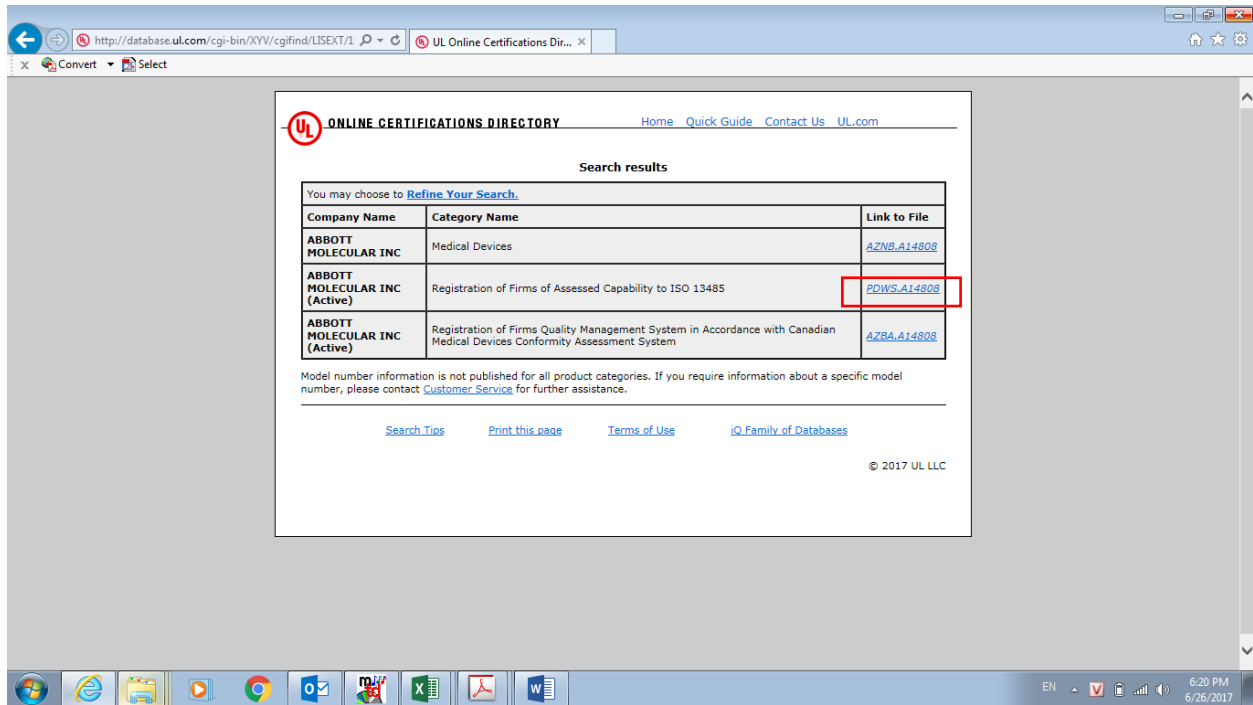 http://database.ul.com/cgi-bin/XYV/cgifind/LISEXT/1
UL Online Certifications Dir...
x Convert Select
UL ONLINE CERTIFICATIONS DIRECTORY Home Quick Guide Contact Us UL.com
Search results
You may choose to Refine Your Search.
Company Name Category Name Link to File
ABBOTT
MOLECULAR INC
Medical Devices AZNB.A14808
ABBOTT
MOLECULAR INC
(Active)
Registration of Firms of Assessed Capability to ISO 13485 PDWS.A14808
ABBOTT
MOLECULAR INC
(Active)
Registration of Firms Quality Management System in Accordance with Canadian
Medical Devices Conformity Assessment System
AZBA.A14808
Model number information is not published for all product categories. If you require information about a specific model
number, please contact Customer Service for further assistance.
Search Tips Print this page Terms of Use iQ Family of Databases
© 2017 UL LLC
EN
6:20 PM
6/26/2017